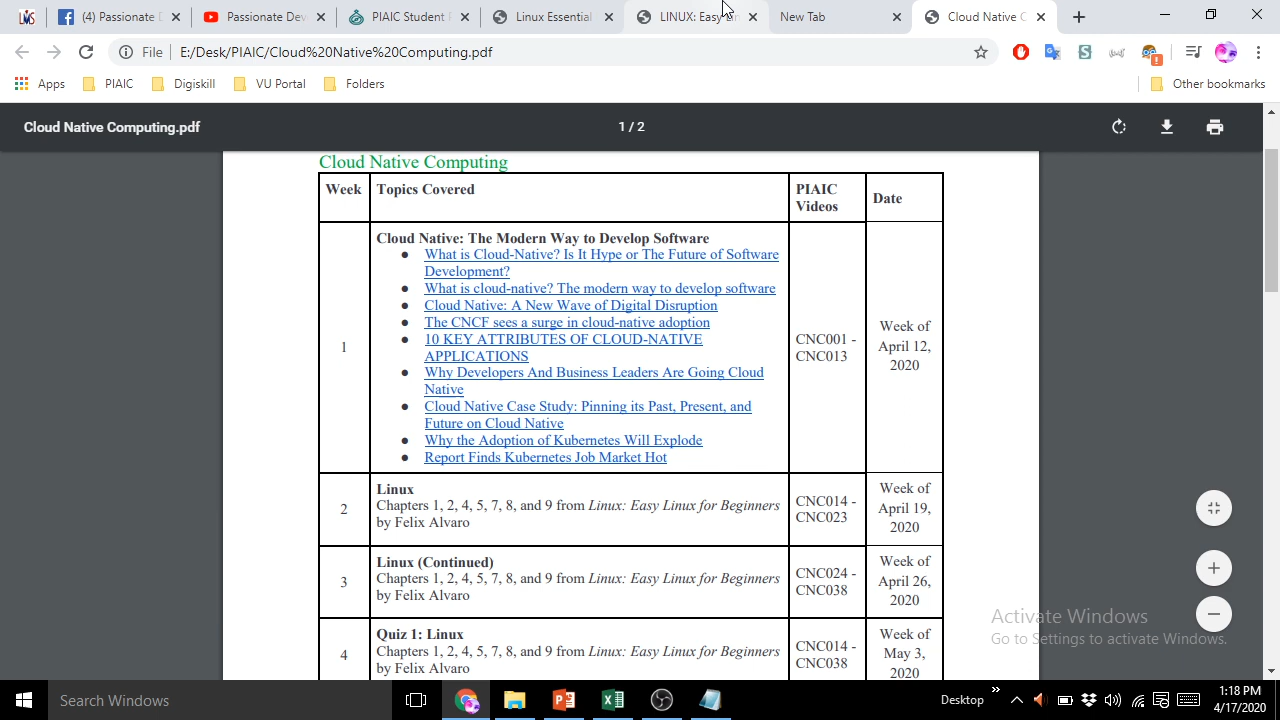 (4) Passionate D
Passionate Dev
PIAIC Student P
Linux Essential
LINUX: Easy
New Tab
Cloud Native C
File | E:/Desk/PIAIC/Cloud%20Native%20Computing.pdf
Apps
PIAIC
Digiskill
VU Portal
Folders
Other bookmarks
Cloud Native Computing.pdf
1 / 2
Cloud Native Computing
Week
Topics Covered
PIAIC
Videos
Date
1
Cloud Native: The Modern Way to Develop Software
● What is Cloud-Native? Is It Hype or The Future of Software
Development?
● What is cloud-native? The modern way to develop software
● Cloud Native: A New Wave of Digital Disruption
● The CNCF sees a surge in cloud-native adoption
● 10 KEY ATTRIBUTES OF CLOUD-NATIVE
APPLICATIONS
● Why Developers And Business Leaders Are Going Cloud
Native
● Cloud Native Case Study: Pinning its Past, Present, and
Future on Cloud Native
● Why the Adoption of Kubernetes Will Explode
● Report Finds Kubernetes Job Market Hot
CNC001 -
CNC013
Week of
April 12,
2020
2
Linux
Chapters 1, 2, 4, 5, 7, 8, and 9 from Linux: Easy Linux for Beginners
by Felix Alvaro
CNC014 -
CNC023
Week of
April 19,
2020
3
Linux (Continued)
Chapters 1, 2, 4, 5, 7, 8, and 9 from Linux: Easy Linux for Beginners
by Felix Alvaro
CNC024 -
CNC038
Week of
April 26,
2020
4
Quiz 1: Linux
Chapters 1, 2, 4, 5, 7, 8, and 9 from Linux: Easy Linux for Beginners
by Felix Alvaro
CNC014 -
CNC038
Week of
May 3,
2020
Activate Windows
Go to Settings to activate Windows.
Search Windows
Desktop
1:18 PM
4/17/2020